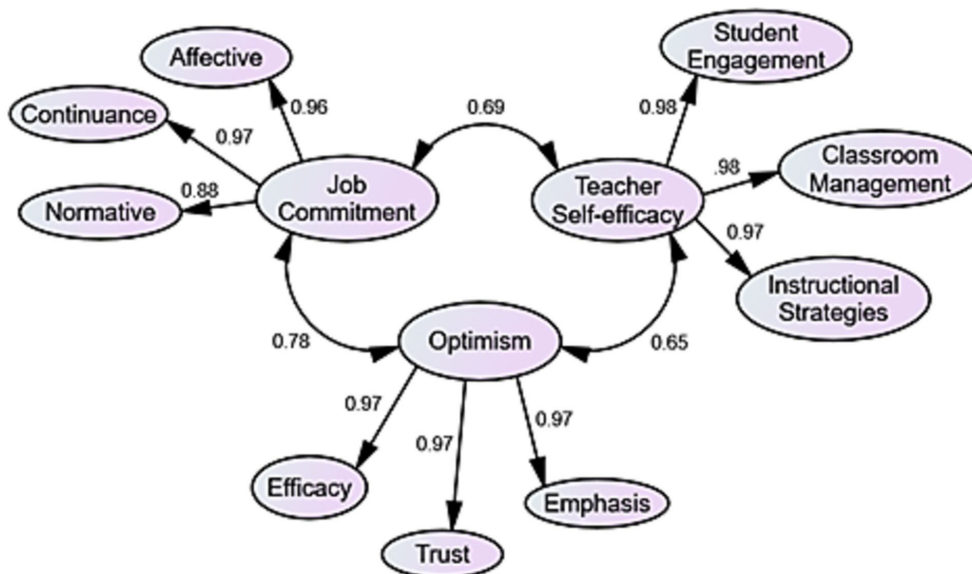 Student
Engagement
Affective
0.96
0.69
0.98
Continuance
0.97
Classroom
Management
.98
Job
Commitment
Teacher
Self-efficacy
0.88
Normative
0.97
Instructional
Strategies
0.78
Optimism
0.65
0.97
0.97
0.97
Efficacy
Emphasis
Trust